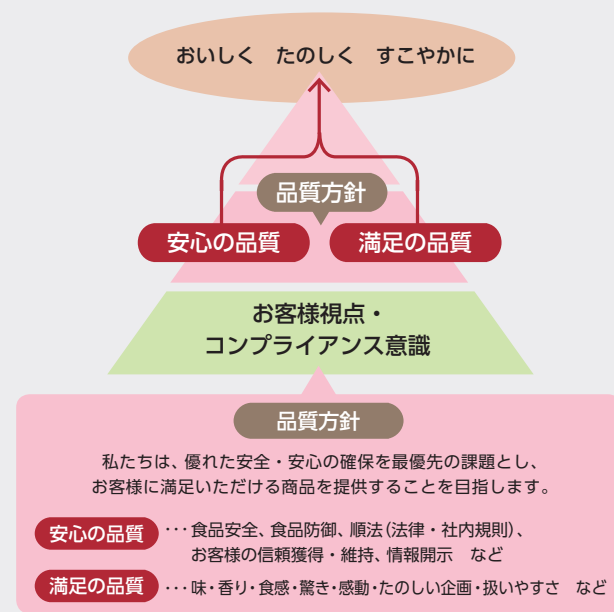 おいしく　たのしく　すこやかに
品質方針
安心の品質
満足の品質
お客様視点・
コンプライアンス意識
品質方針
私たちは、優れた安全・安心の確保を最優先の課題とし、
お客様に満足いただける商品を提供することを目指します。
安心の品質 ･･･食品安全、食品防御、順法(法律・社内規則)、
お客様の信頼獲得・維持、情報開示　など
満足の品質 ･･･味・香り・食感・驚き・感動・たのしい企画・扱いやすさ　など